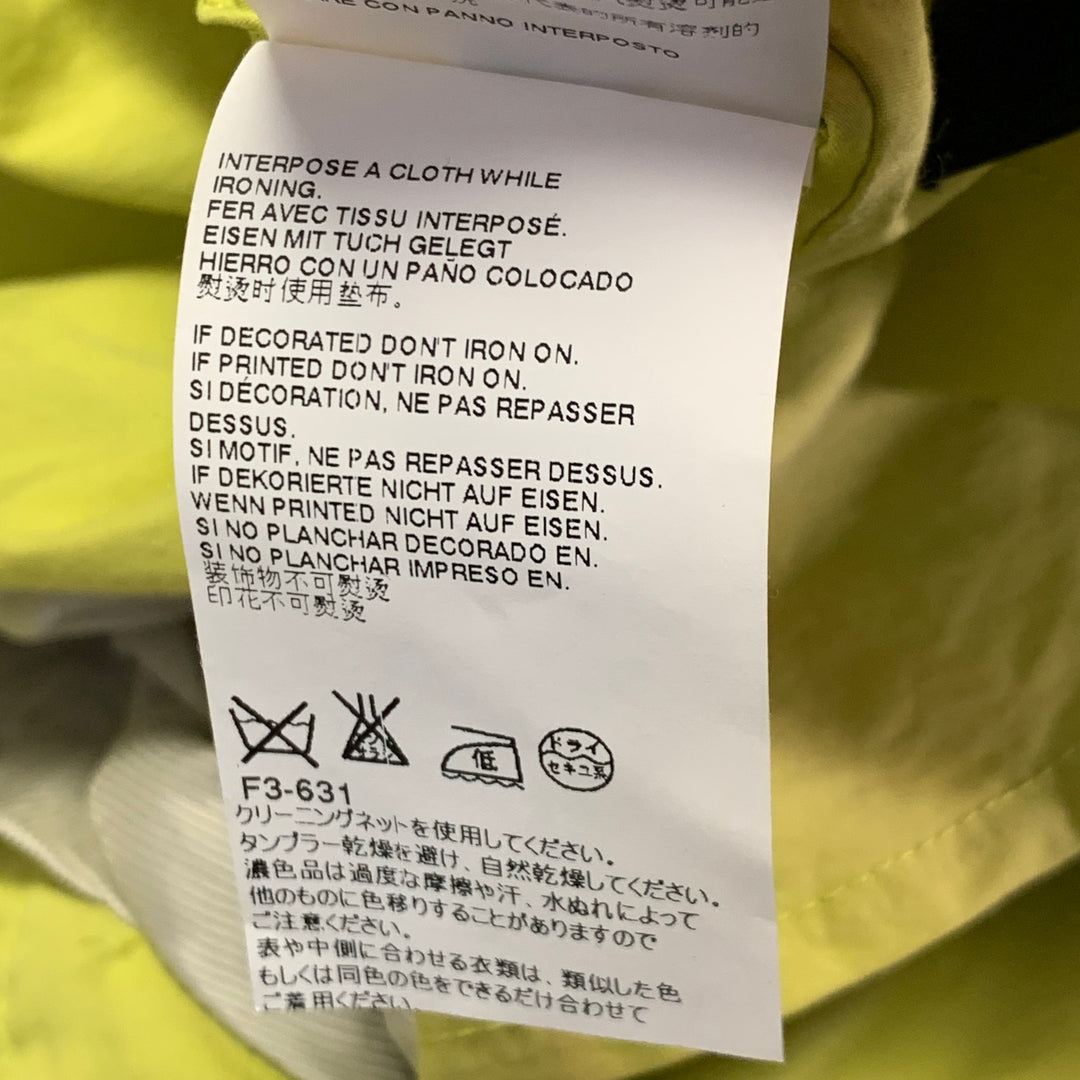 CON PANNO INTERPOSTO
的所有溶剂的
INTERPOSE A CLOTH WHILE
IRONING.
FER AVEC TISSU INTERPOSÉ.
EISEN MIT TUCH GELEGT
HIERRO CON UN PAÑO COLOCADO
熨烫时使用垫布。
IF DECORATED DON'T IRON ON.
IF PRINTED DON'T IRON ON.
SI DÉCORATION, NE PAS REPASSER
DESSUS.
SI MOTIF, NE PAS REPASSER DESSUS.
IF DEKORIERTE NICHT AUF EISEN.
WENN PRINTED NICHT AUF EISEN.
SI NO PLANCHAR DECORADO EN.
SI NO PLANCHAR IMPRESO EN.
装饰物不可熨烫
印花不可熨烫
低
ドライ
セキユ系
F3-631
クリーニングネットを使用してください。
タンブラー乾燥を避け、自然乾燥してください。
濃色品は過度な摩擦や汗、水ぬれによって
他のものに色移りすることがありますので
ご注意ください。
表や中側に合わせる衣類は、類似した色
もしくは同色の色をできるだけ合わせて
ご着用ください。